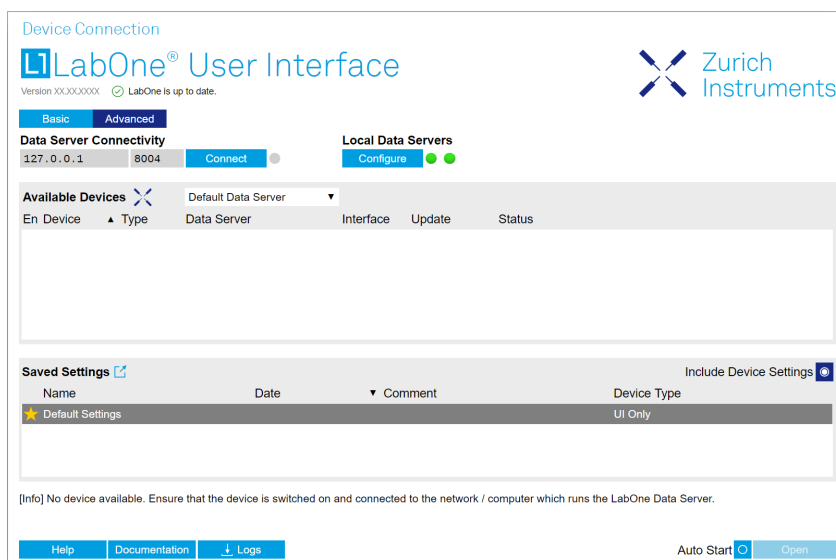 Device Connection
L1 LabOne® User Interface
Zurich
Instruments
Version XX.XX.XXXX LabOne is up to date.
Basic Advanced
Data Server Connectivity Local Data Servers
127.0.0.1 8004 Connect Configure
Available Devices Default Data Server ▼
En Device ▲ Type Data Server Interface Update Status
Saved Settings Include Device Settings
Name Date ▼ Comment Device Type
Default Settings UI Only
[Info] No device available. Ensure that the device is switched on and connected to the network / computer which runs the LabOne Data Server.
Help Documentation Logs Auto Start Open